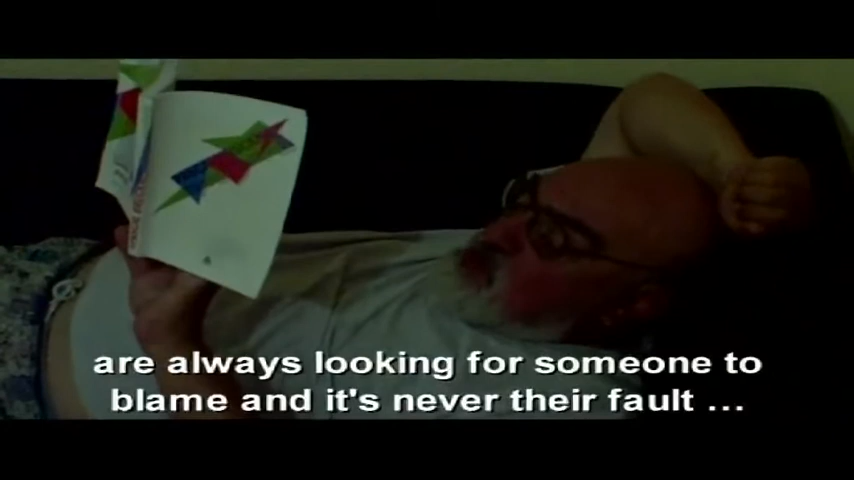 are always looking for someone to
blame and it's never their fault ...